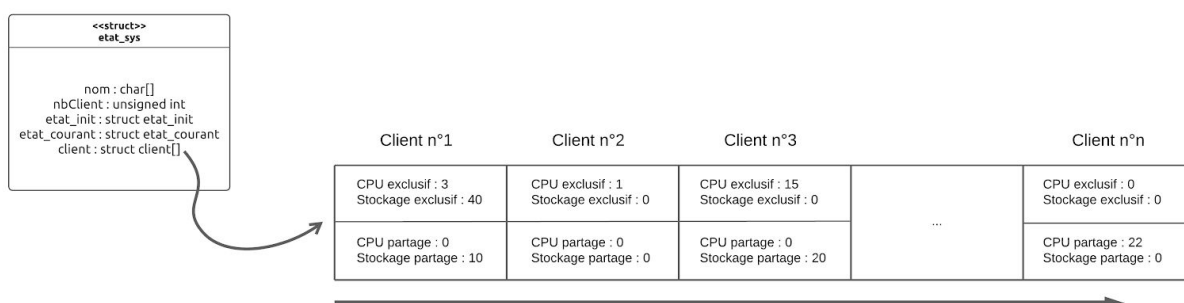 <<struct>>
etat_sys
nom : char[]
nbClient : unsigned int
etat_init : struct etat_init
etat_courant : struct etat_courant
client : struct client[]
Client n°1
Client n°2
Client n°3
Client n°n
CPU exclusif : 3
Stockage exclusif : 40
CPU exclusif : 1
Stockage exclusif : 0
CPU exclusif : 15
Stockage exclusif : 0
...
CPU exclusif : 0
Stockage exclusif : 0
CPU partage : 0
Stockage partage : 10
CPU partage : 0
Stockage partage : 0
CPU partage : 0
Stockage partage : 20
CPU partage : 22
Stockage partage : 0